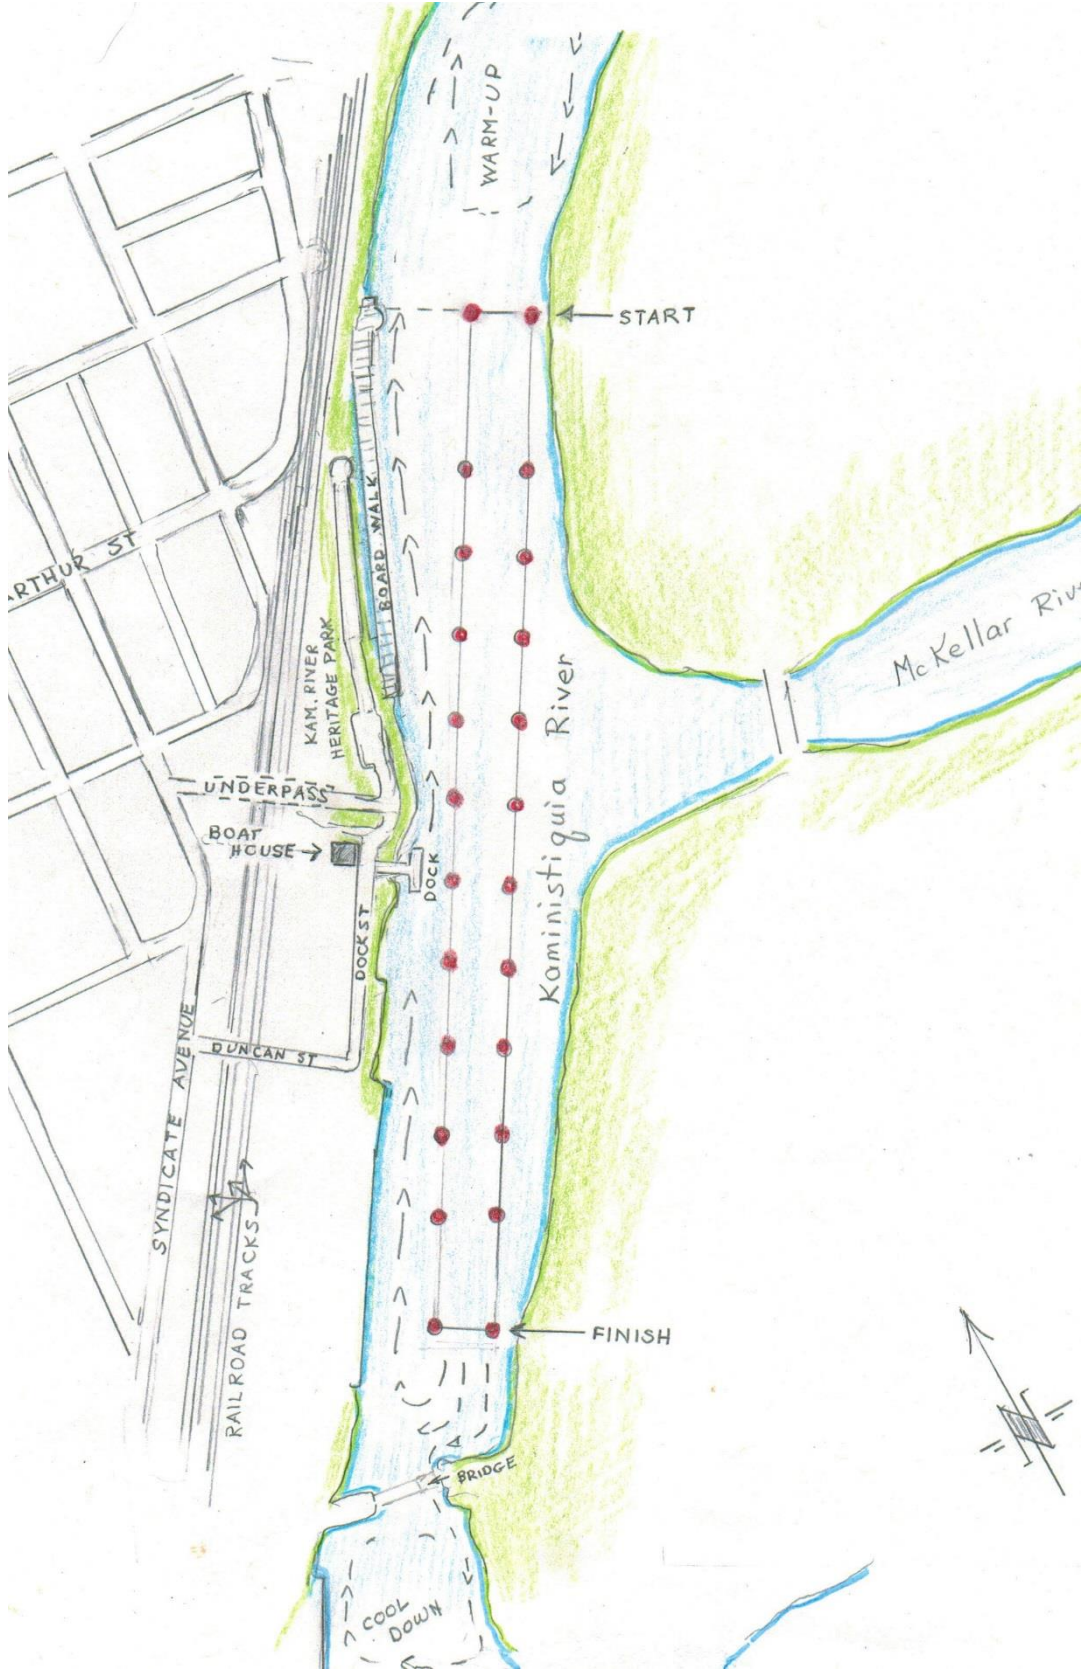 WARM-UP
START
BOARD WALK
ARTHUR ST
McKellar
KAM. RIVER
HERITAGE PARK
Kaministiquia River
UNDERPASS
BOAT
HOUSE
DOCK
DOCK ST
DUNCAN ST
SYNDICATE AVENUE
RAILROAD TRACKS
FINISH
BRIDGE
COOL
DOWN